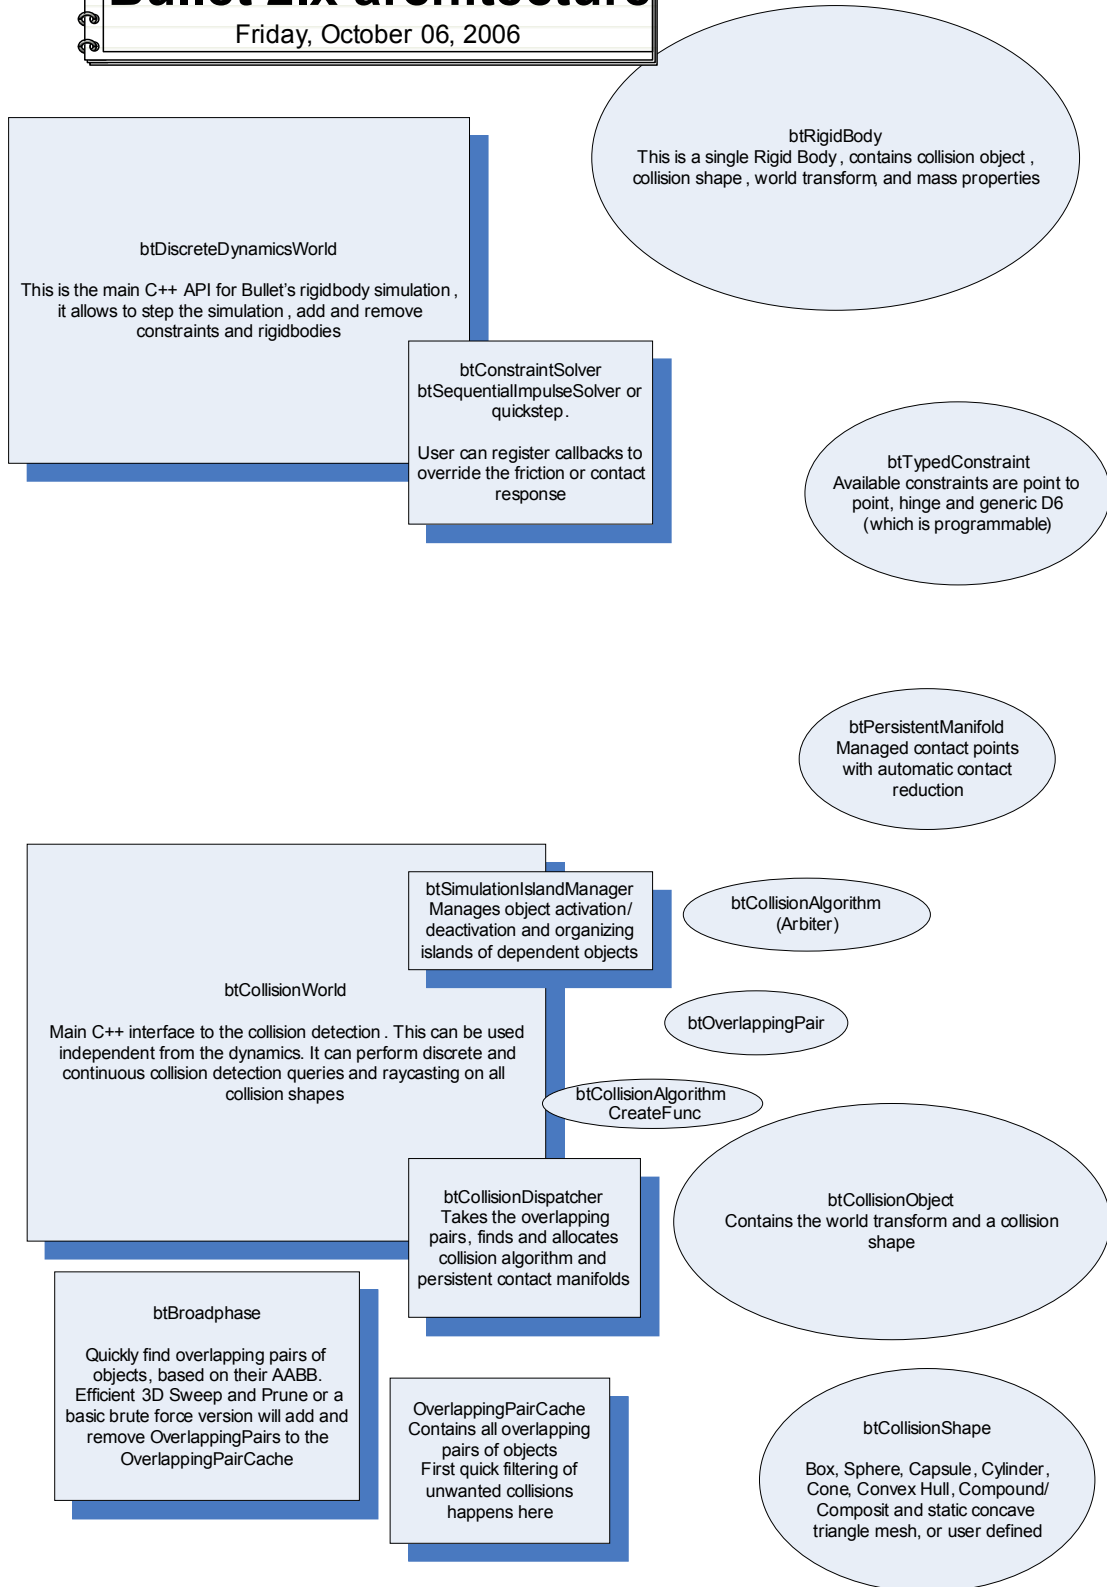 Bullet 2.x architecture
Friday, October 06, 2006
btRigidBody
This is a single Rigid Body, contains collision object,
collision shape, world transform, and mass properties
btDiscreteDynamicsWorld
This is the main C++ API for Bullet's rigidbody simulation,
it allows to step the simulation, add and remove
constraints and rigidbodies
btConstraintSolver
btSequentialImpulseSolver or
quickstep.
User can register callbacks to
override the friction or contact
response
btTypedConstraint
Available constraints are point to
point, hinge and generic D6
(which is programmable)
btPersistentManifold
Managed contact points
with automatic contact
reduction
btSimulationIslandManager
Manages object activation/
deactivation and organizing
islands of dependent objects
btCollisionAlgorithm
(Arbiter)
btCollisionWorld
Main C++ interface to the collision detection. This can be used
independent from the dynamics. It can perform discrete and
continuous collision detection queries and raycasting on all
collision shapes
btOverlappingPair
btCollisionAlgorithm
CreateFunc
btCollisionDispatcher
Takes the overlapping
pairs, finds and allocates
collision algorithm and
persistent contact manifolds
btCollisionObject
Contains the world transform and a collision
shape
btBroadphase
Quickly find overlapping pairs of
objects, based on their AABB.
Efficient 3D Sweep and Prune or a
basic brute force version will add and
remove OverlappingPairs to the
OverlappingPairCache
OverlappingPairCache
Contains all overlapping
pairs of objects
First quick filtering of
unwanted collisions
happens here
btCollisionShape
Box, Sphere, Capsule, Cylinder,
Cone, Convex Hull, Compound/
Composit and static concave
triangle mesh, or user defined